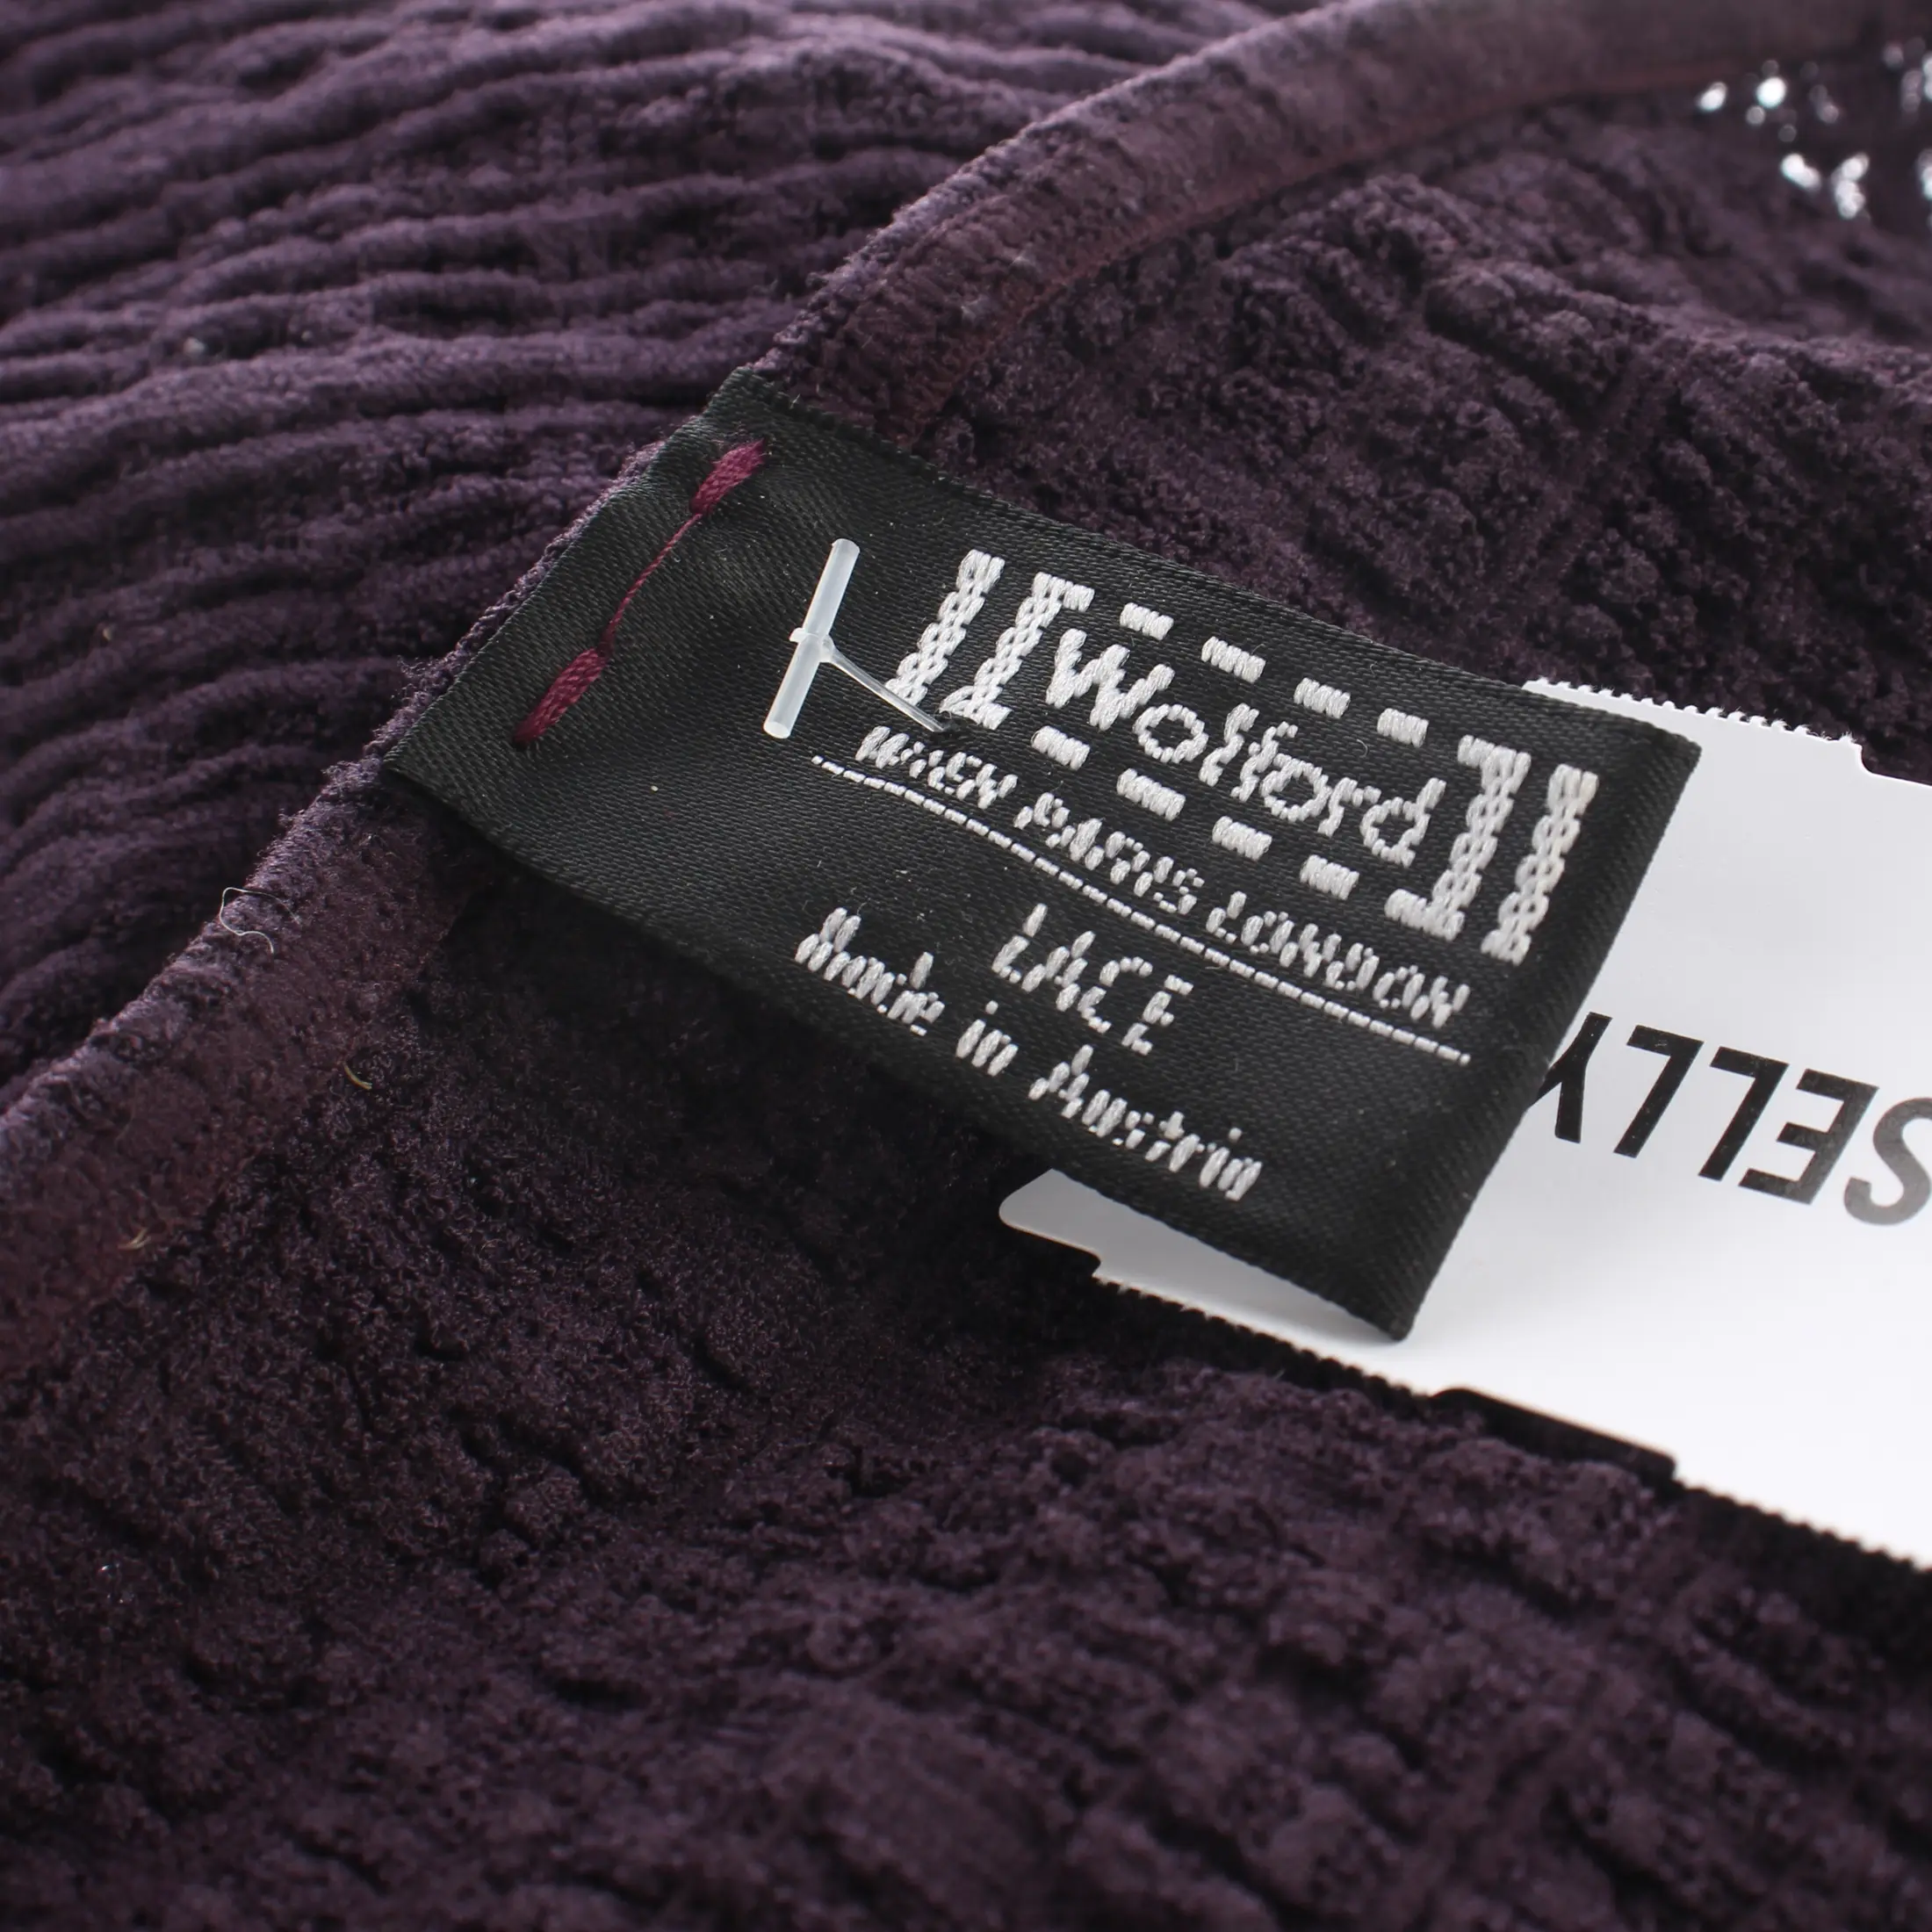 Wolford
WIEN PARIS LONDON
LACE
Made in Austria
SELLY